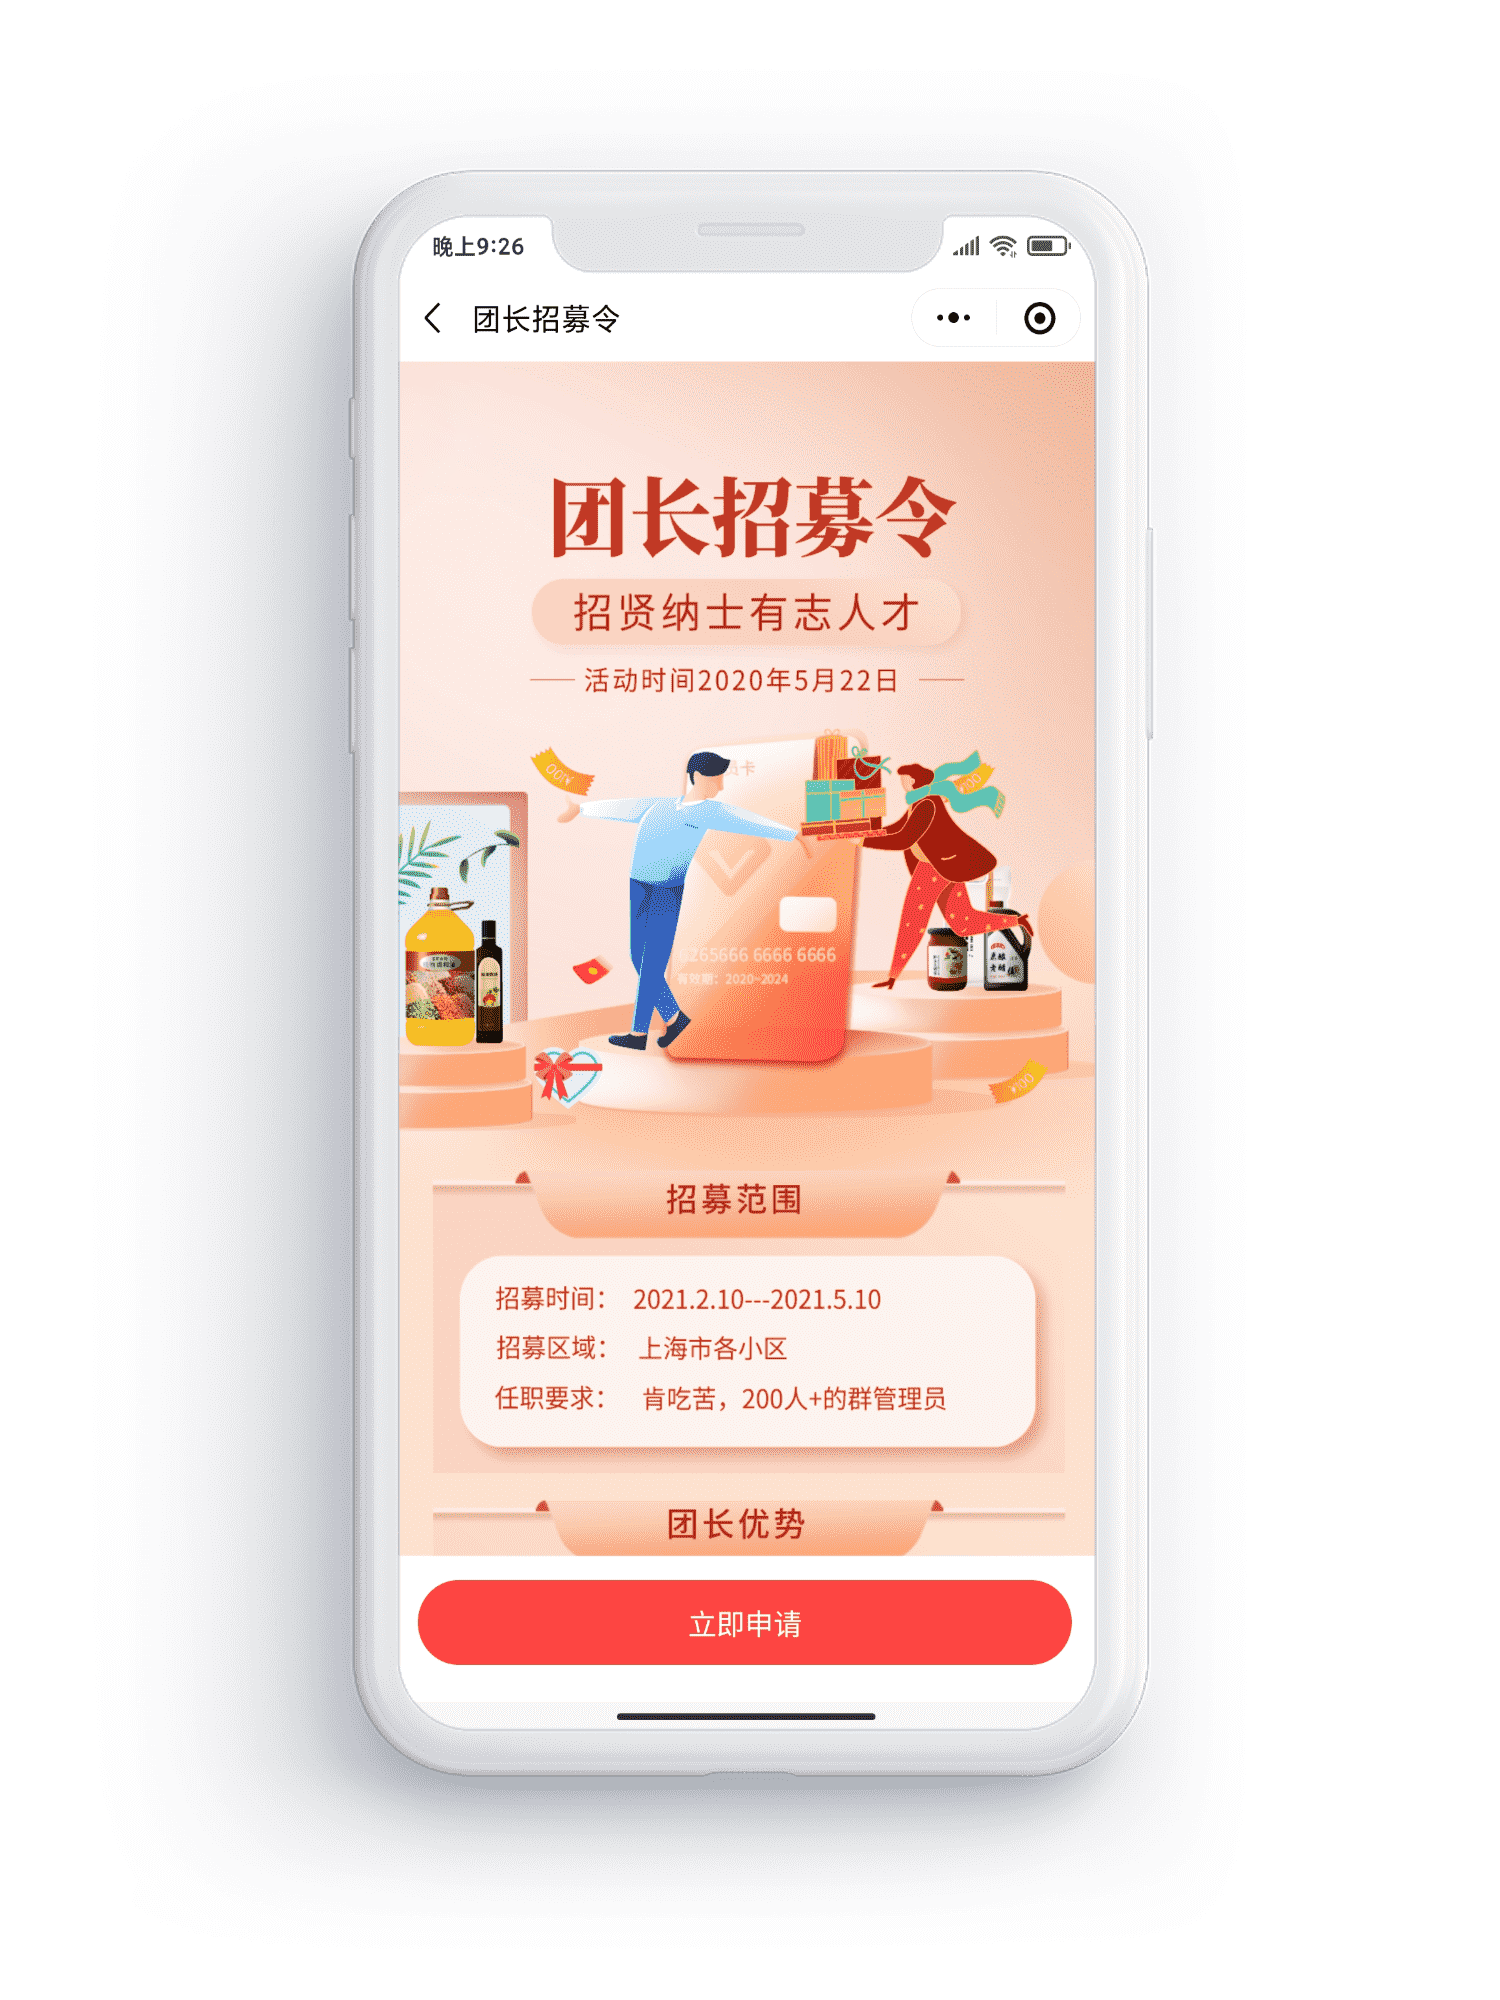 晚上9:26
团长招募令
团长招募令
招贤纳士有志人才
活动时间2020年5月22日
员卡
6265666 6666 6666
有效期：2020-2024
招募范围
招募时间： 2021.2.10---2021.5.10
招募区域： 上海市各小区
任职要求： 肯吃苦，200人+的群管理员
团长优势
立即申请